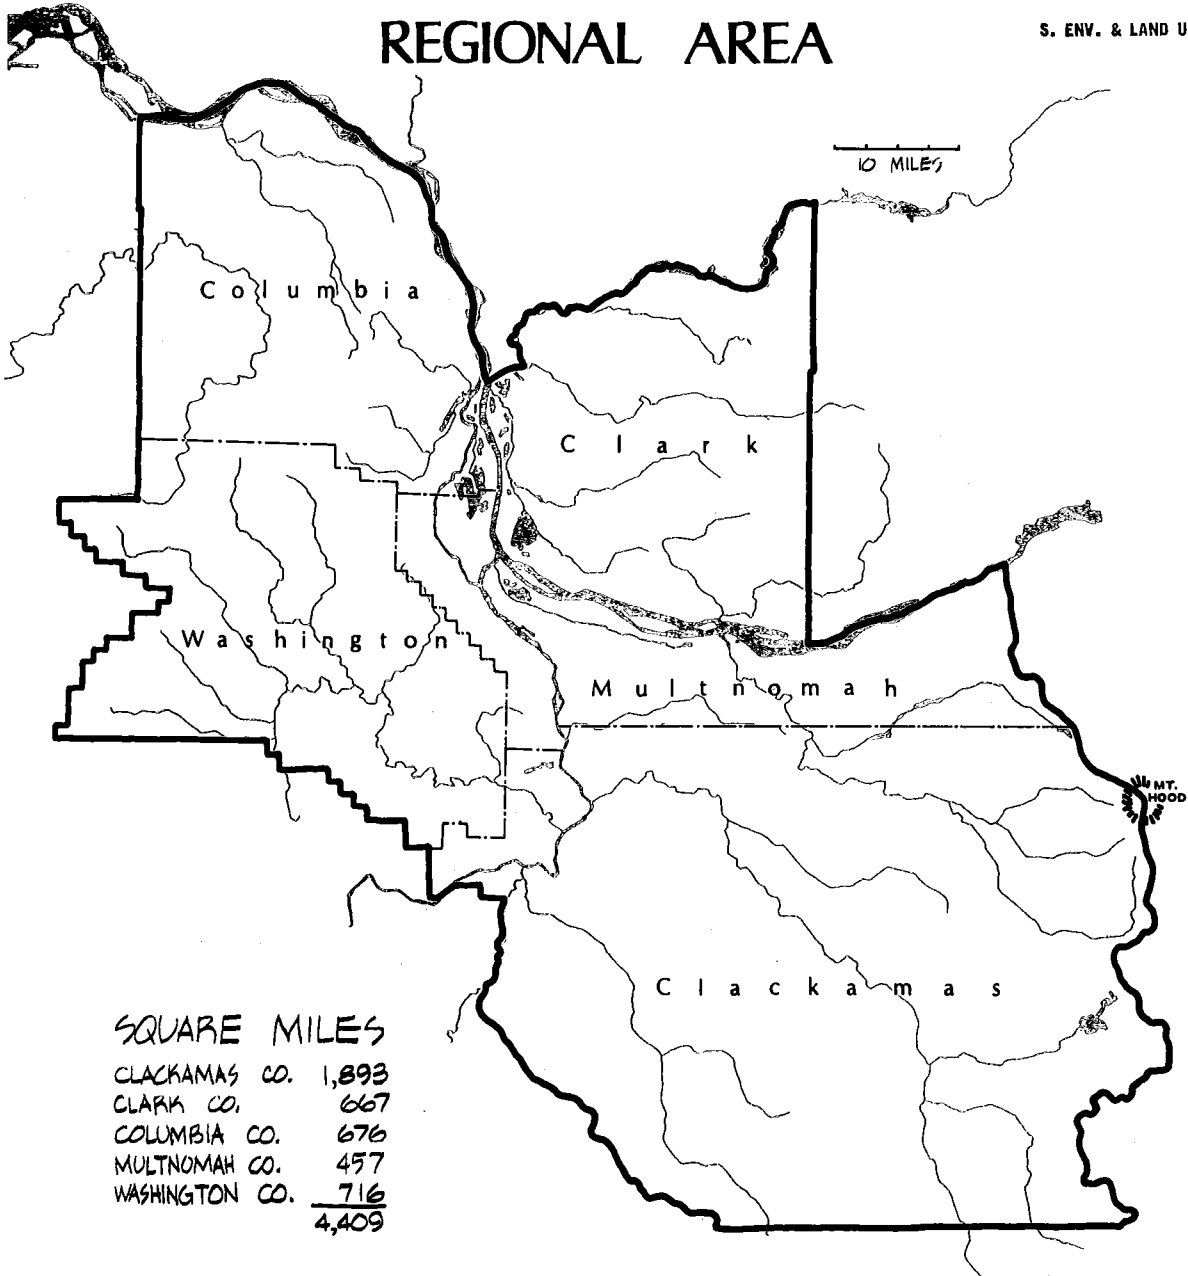 REGIONAL AREA
S. ENV. & LAND U
10 MILES
Columbia
Clark
Washington
Multnomah
MT.
HOOD
Clackamas
SQUARE MILES
CLACKAMAS CO. 1,893
CLARK CO. 667
COLUMBIA CO. 676
MULTNOMAH CO. 457
WASHINGTON CO. 716
4,409